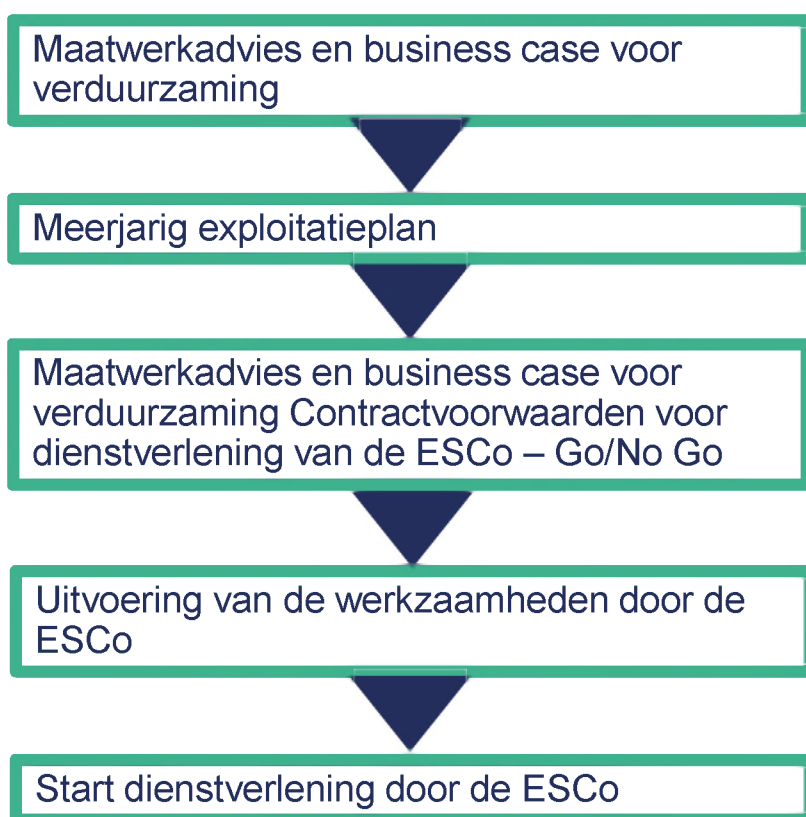 Maatwerkadvies en business case voor
verduurzaming
Meerjarig exploitatieplan
Maatwerkadvies en business case voor
verduurzaming Contractvoorwaarden voor
dienstverlening van de ESCo – Go/No Go
Uitvoering van de werkzaamheden door de
ESCo
Start dienstverlening door de ESCo